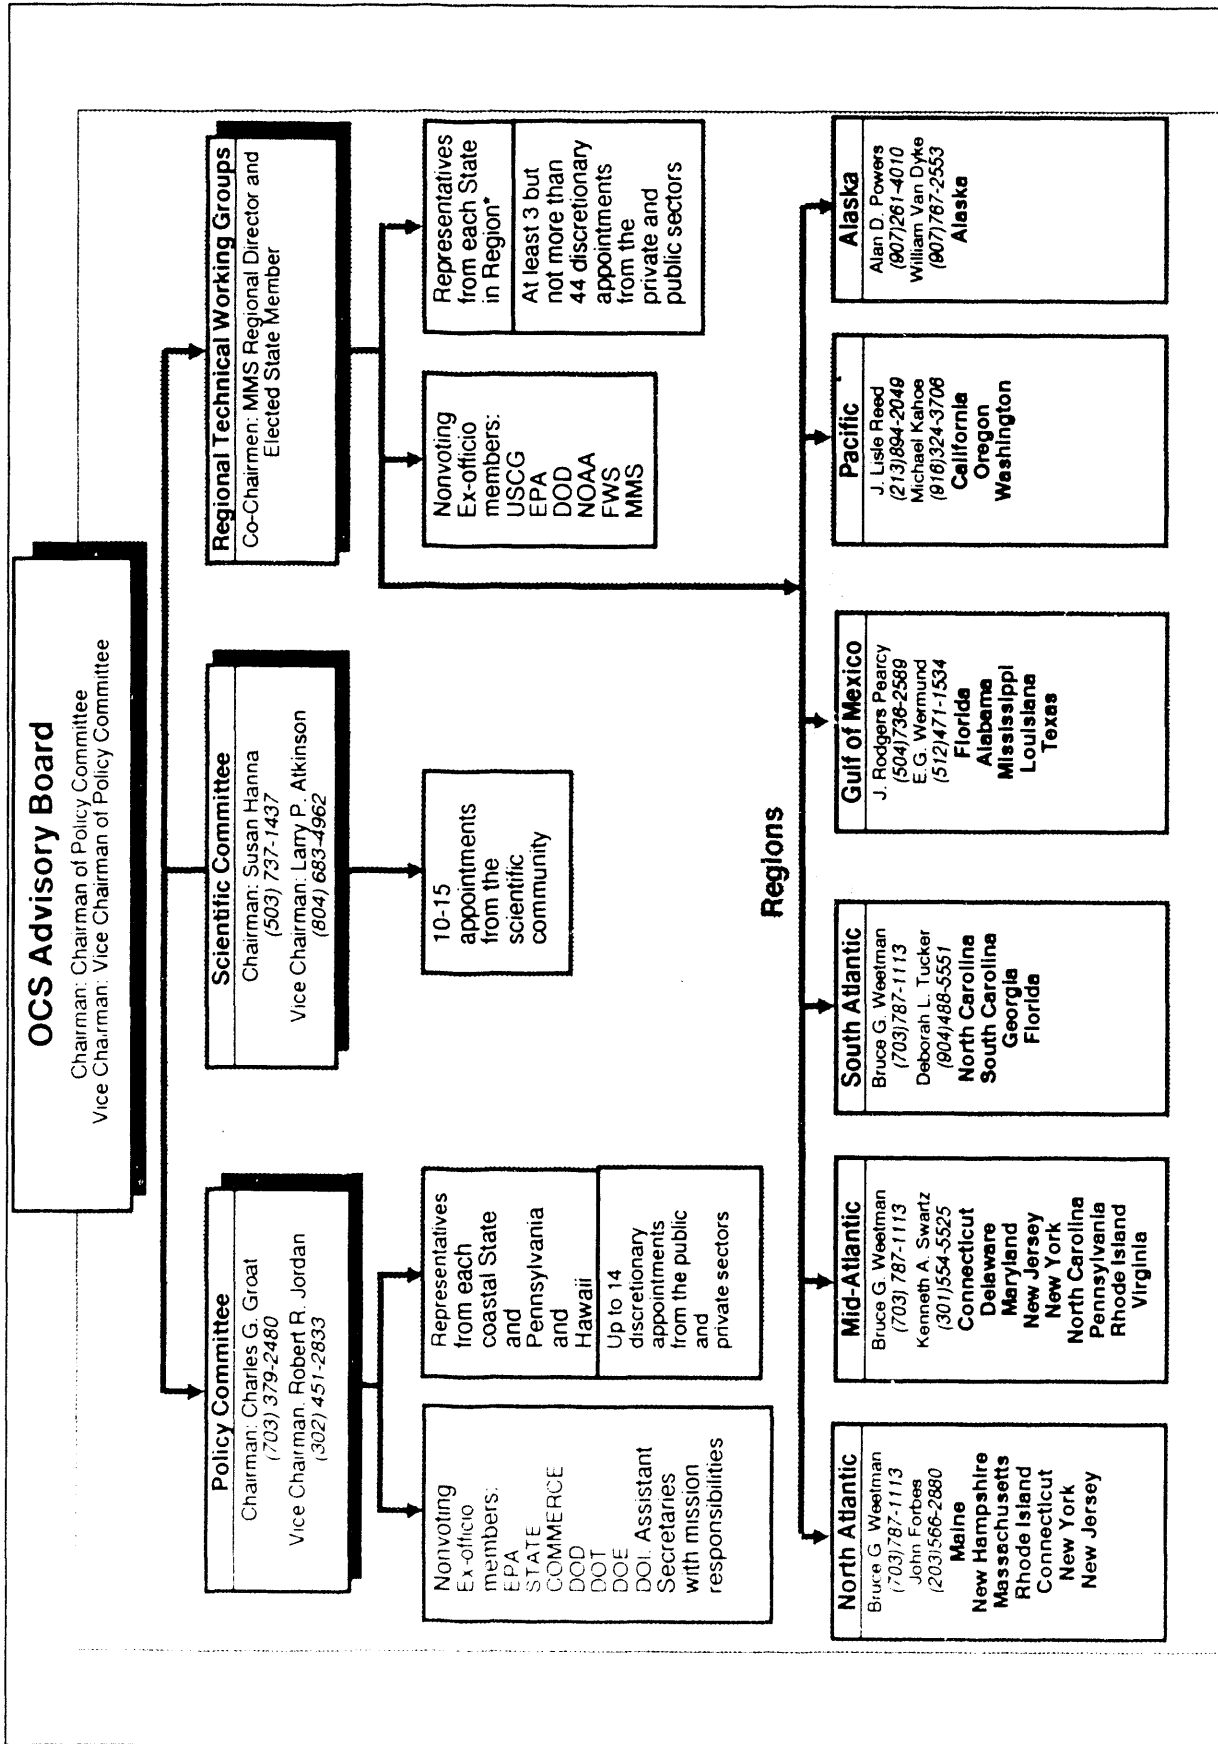 OCS Advisory Board
Chairman: Chairman of Policy Committee
Vice Chairman: Vice Chairman of Policy Committee
Policy Committee
Chairman: Charles G. Groat
(703) 379-2480
Vice Chairman. Robert R. Jordan
(302) 451-2833
Scientific Committee
Chairman: Susan Hanna
(503) 737-1437
Vice Chairman: Larry P. Atkinson
(804) 683-4962
Regional Technical Working Groups
Co-Chairmen: MMS Regional Director and
Elected State Member
Nonvoting
Ex-officio
members:
EPA
STATE
COMMERCE
DOD
DOT
DOE
DOI. Assistant
Secretaries
with mission
responsibilities
Representatives
from each
coastal State
and
Pennsylvania
and
Hawaii
Up to 14
discretionary
appointments
from the public
and
private sectors
10-15
appointments
from the
scientific
community
Nonvoting
Ex-officio
members:
USCG
EPA
DOD
NOAA
FWS
MMS
Representatives
from each State
in Region*
At least 3 but
not more than
44 discretionary
appointments
from the
private and
public sectors
Regions
North Atlantic
Bruce G. Weetman
(703)787-1113
John Forbes
(203)566-2880
Maine
New Hampshire
Massachusetts
Rhode Island
Connecticut
New York
New Jersey
Mid-Atlantic
Bruce G. Weetman
(703) 787-1113
Kenneth A. Swartz
(301)554-5525
Connecticut
Delaware
Maryland
New Jersey
New York
North Carolina
Pennsylvania
Rhode Island
Virginia
South Atlantic
Bruce G. Weetman
(703)787-1113
Deborah L. Tucker
(904)488-5551
North Carolina
South Carolina
Georgia
Florida
Gulf of Mexico
J. Rodgers Pearcy
(504)736-2589
E.G. Wermund
(512)471-1534
Florida
Alabama
Mississippi
Louisiana
Texas
Pacific
J. Lisle Reed
(213)894-2049
Michael Kahoe
(916)324-3706
California
Oregon
Washington
Alaska
Alan D. Powers
(907)261-4010
William Van Dyke
(907)767-2553
Alaska